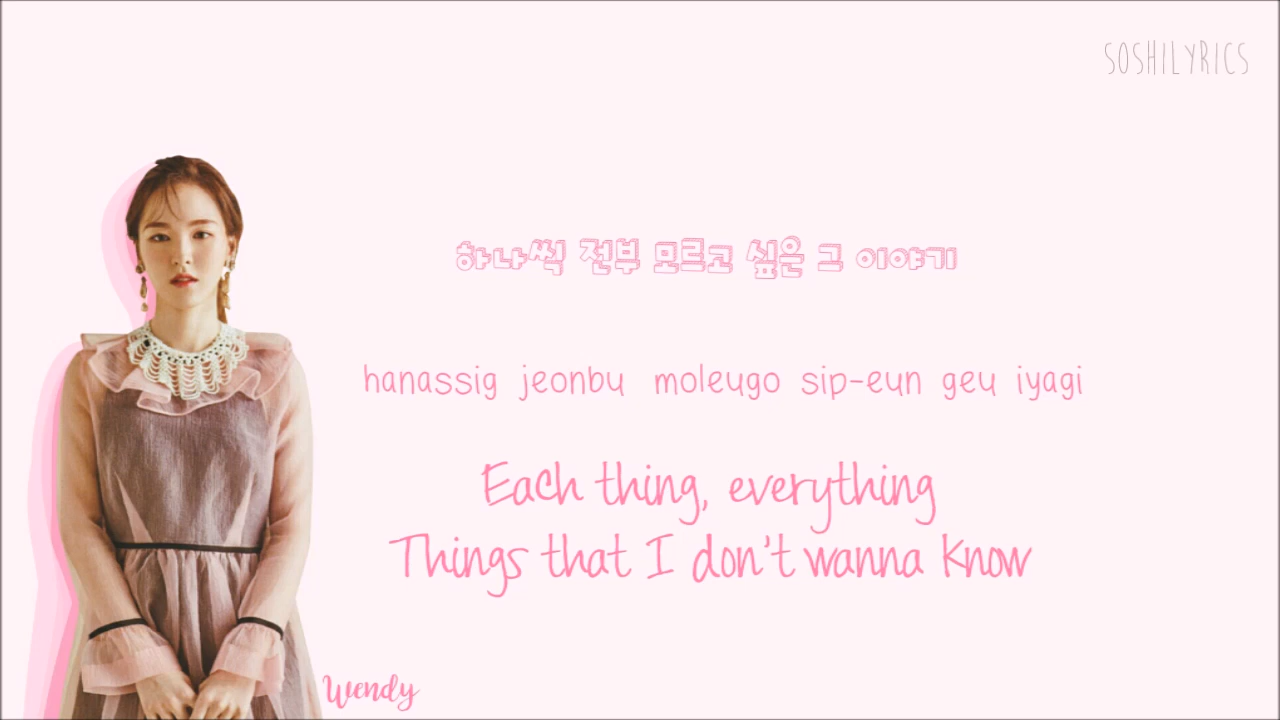 SOSHILYRICS
하나씩 전부 모르고 싶은 그 이야기
hanassig jeonbu moleugo sip-eun geu iyagi
Each thing, everything
Things that I don't wanna know
Wendy